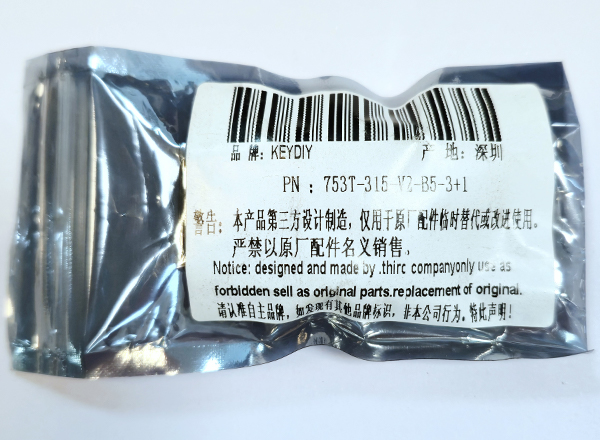 品 牌: KEYDIY 产 地: 深圳
PN : 753T-315-V2-B5-3+1
警告: 本产品第三方设计制造, 仅用于原厂配件临时替代或改进使用。
严禁以原厂配件名义销售。
Notice: designed and made by .thirc companyonly use as
forbidden sell as original parts.replacement of original.
请认准自主品牌, 如发现有其他品牌标识, 非本公司行为, 特此声明!